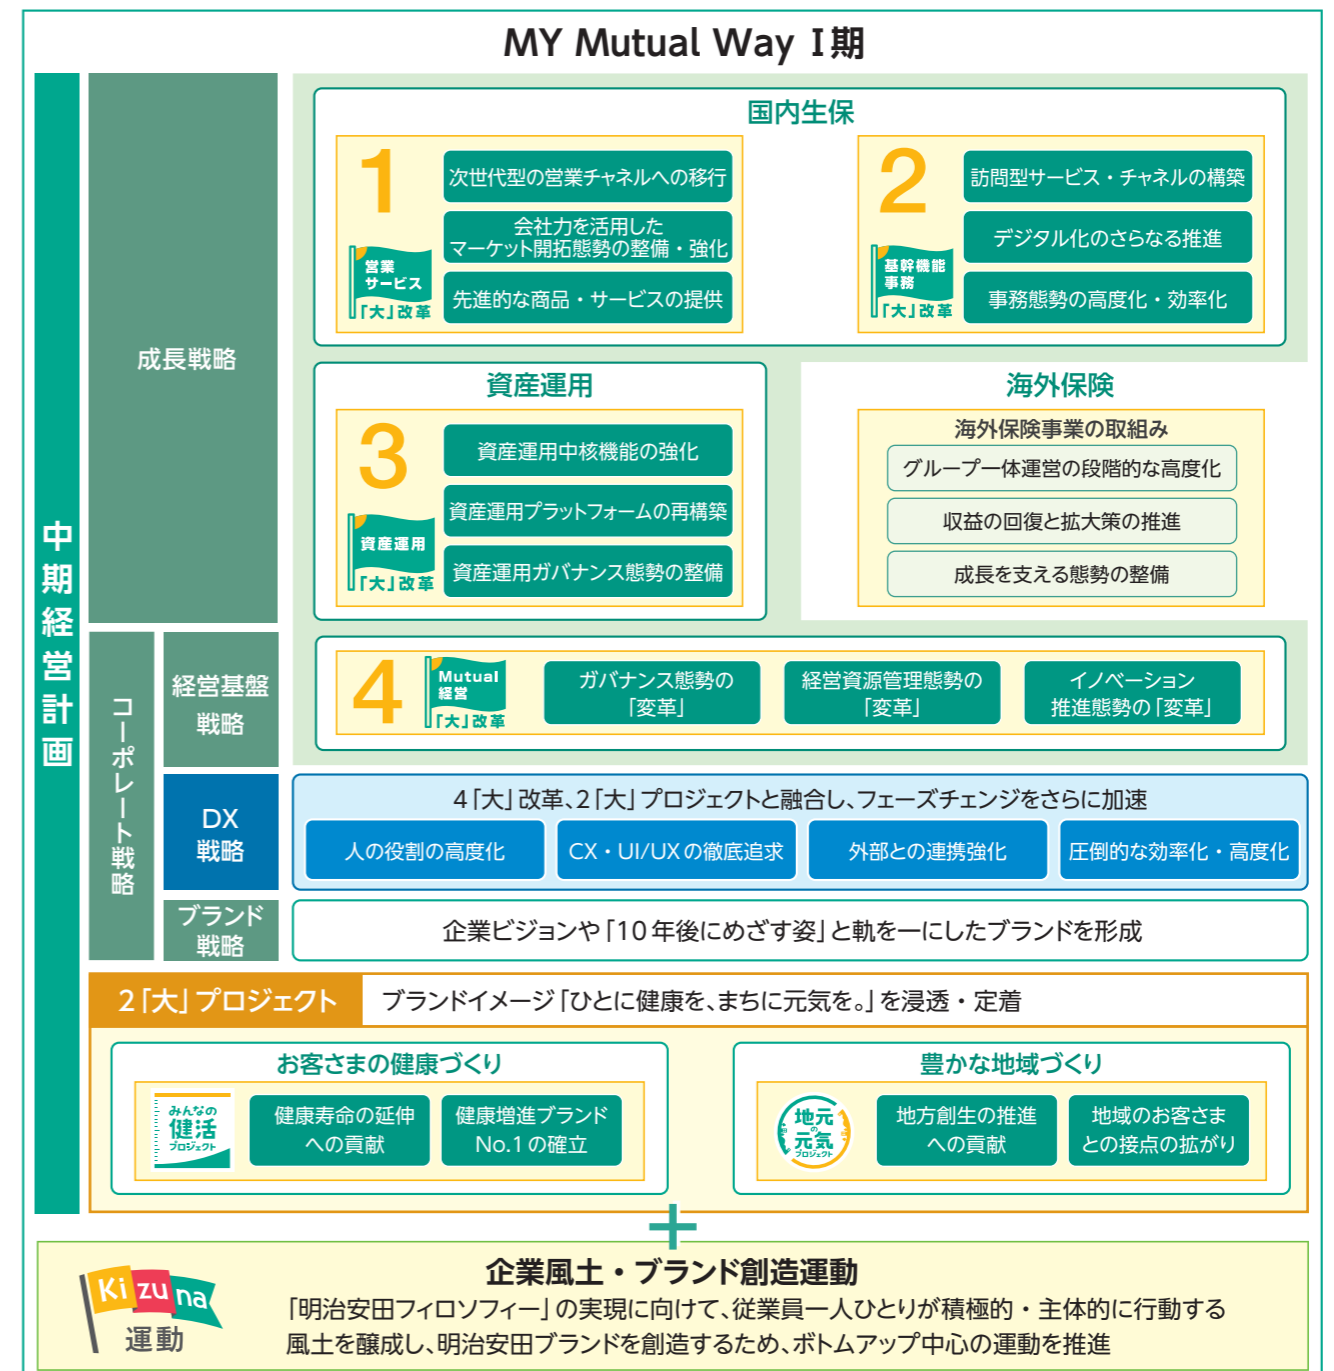 MY Mutual Way Ⅰ期
中期経営計画
成長戦略
国内生保
1
営業
サービス
「大」改革
次世代型の営業チャネルへの移行
会社力を活用した
マーケット開拓態勢の整備・強化
先進的な商品・サービスの提供
2
基幹機能
事務
「大」改革
訪問型サービス・チャネルの構築
デジタル化のさらなる推進
事務態勢の高度化・効率化
資産運用
3
資産運用
「大」改革
資産運用中核機能の強化
資産運用プラットフォームの再構築
資産運用ガバナンス態勢の整備
海外保険
海外保険事業の取組み
グループ一体運営の段階的な高度化
収益の回復と拡大策の推進
成長を支える態勢の整備
コーポレート戦略
経営基盤
戦略
4
Mutual
経営
「大」改革
ガバナンス態勢の
「変革」
経営資源管理態勢の
「変革」
イノベーション
推進態勢の「変革」
DX
戦略
4「大」改革、2「大」プロジェクトと融合し、フェーズチェンジをさらに加速
人の役割の高度化
CX・UI/UXの徹底追求
外部との連携強化
圧倒的な効率化・高度化
ブランド
戦略
企業ビジョンや「10年後にめざす姿」と軌を一にしたブランドを形成
2「大」プロジェクト
ブランドイメージ「ひとに健康を、まちに元気を。」を浸透・定着
お客さまの健康づくり
みんなの
健活
プロジェクト
健康寿命の延伸
への貢献
健康増進ブランド
No.1の確立
豊かな地域づくり
地元
の
元気
プロジェクト
地方創生の推進
への貢献
地域のお客さま
との接点の拡がり
+
Kizuna
運動
企業風土・ブランド創造運動
「明治安田フィロソフィー」の実現に向けて、従業員一人ひとりが積極的・主体的に行動する
風土を醸成し、明治安田ブランドを創造するため、ボトムアップ中心の運動を推進